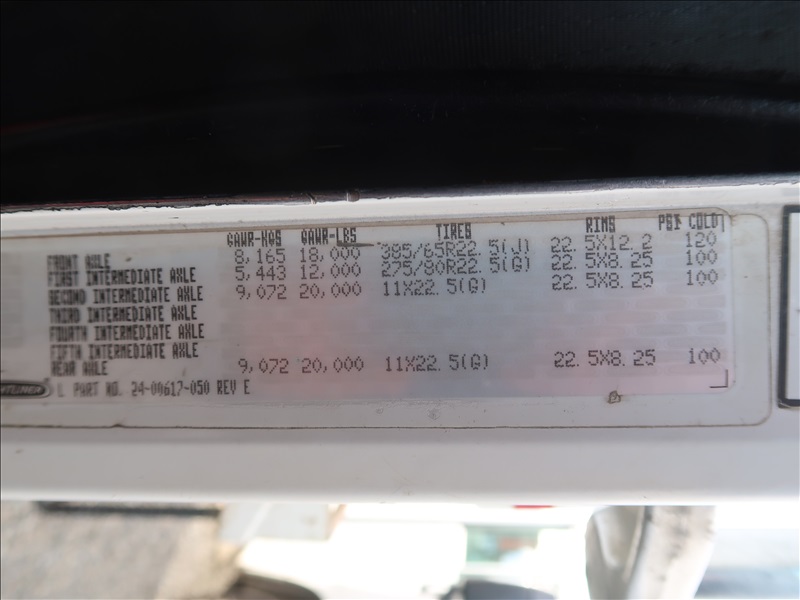 GAWR-KGS GAWR-LBS TIRES RIMS PSI COLD
FRONT AXLE 8,165 18,000 385/65R22.5(J) 22.5X12.2 120
FIRST INTERMEDIATE AXLE 5,443 12,000 275/80R22.5(G) 22.5X8.25 100
SECOND INTERMEDIATE AXLE 9,072 20,000 11X22.5(G) 22.5X8.25 100
THIRD INTERMEDIATE AXLE
FOURTH INTERMEDIATE AXLE
FIFTH INTERMEDIATE AXLE
REAR AXLE 9,072 20,000 11X22.5(G) 22.5X8.25 100
L PART NO. 24-00617-050 REV E